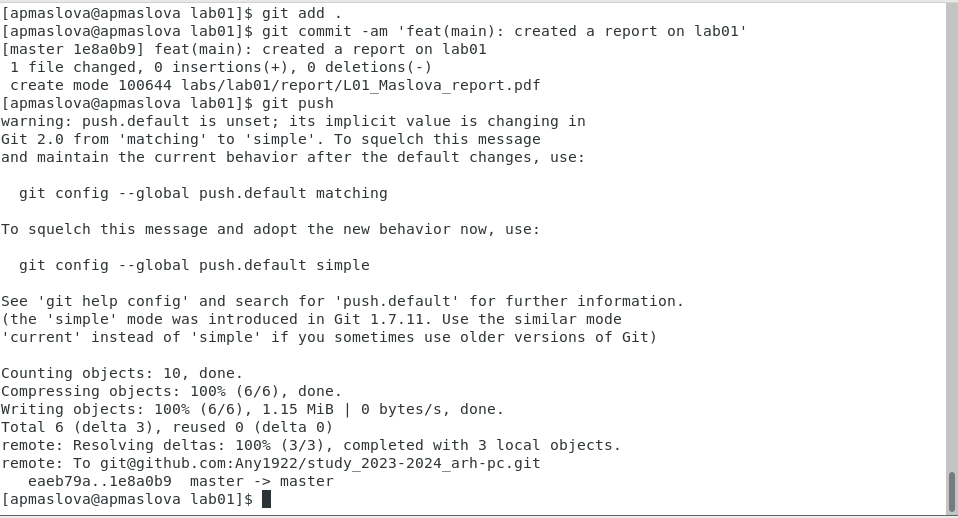 [apmaslova@apmaslova lab01]$ git add .
[apmaslova@apmaslova lab01]$ git commit -am 'feat(main): created a report on lab01'
[master 1e8a0b9] feat(main): created a report on lab01
 1 file changed, 0 insertions(+), 0 deletions(-)
 create mode 100644 labs/lab01/report/L01_Maslova_report.pdf
[apmaslova@apmaslova lab01]$ git push
warning: push.default is unset; its implicit value is changing in
Git 2.0 from 'matching' to 'simple'. To squelch this message
and maintain the current behavior after the default changes, use:

  git config --global push.default matching

To squelch this message and adopt the new behavior now, use:

  git config --global push.default simple

See 'git help config' and search for 'push.default' for further information.
(the 'simple' mode was introduced in Git 1.7.11. Use the similar mode
'current' instead of 'simple' if you sometimes use older versions of Git)

Counting objects: 10, done.
Compressing objects: 100% (6/6), done.
Writing objects: 100% (6/6), 1.15 MiB | 0 bytes/s, done.
Total 6 (delta 3), reused 0 (delta 0)
remote: Resolving deltas: 100% (3/3), completed with 3 local objects.
remote: To git@github.com:Any1922/study_2023-2024_arh-pc.git
   eaeb79a..1e8a0b9  master -> master
[apmaslova@apmaslova lab01]$